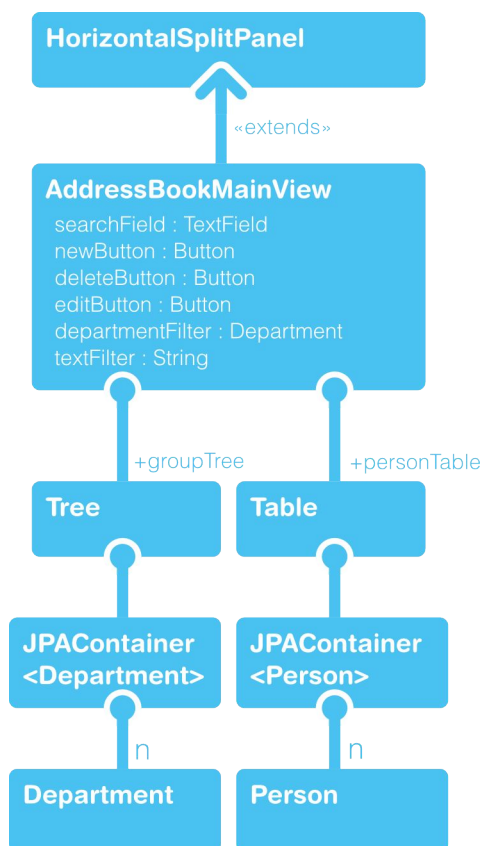 HorizontalSplitPanel
«extends»
AddressBookMainView
searchField : TextField
newButton : Button
deleteButton : Button
editButton : Button
departmentFilter : Department
textFilter : String
+groupTree
+personTable
Tree
Table
JPAContainer
<Department>
JPAContainer
<Person>
n
n
Department
Person